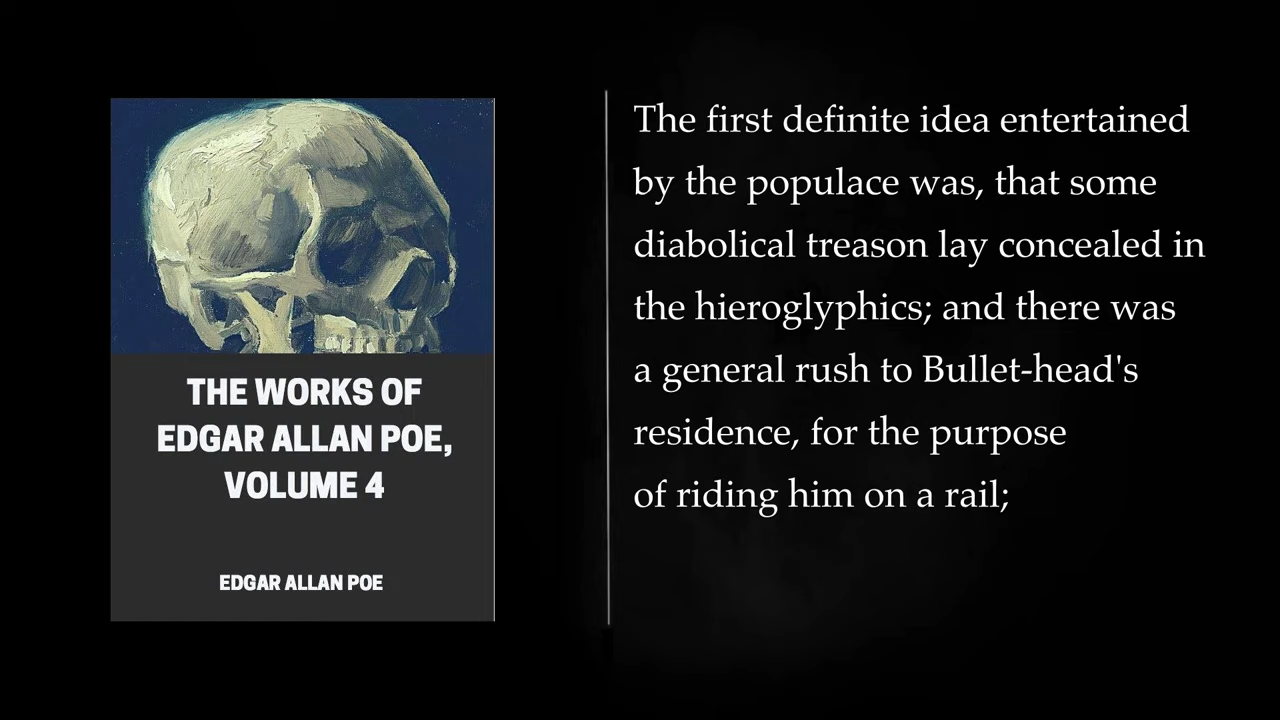 THE WORKS OF
EDGAR ALLAN POE,
VOLUME 4
EDGAR ALLAN POE
The first definite idea entertained
by the populace was, that some
diabolical treason lay concealed in
the hieroglyphics; and there was
a general rush to Bullet-head's
residence, for the purpose
of riding him on a rail;